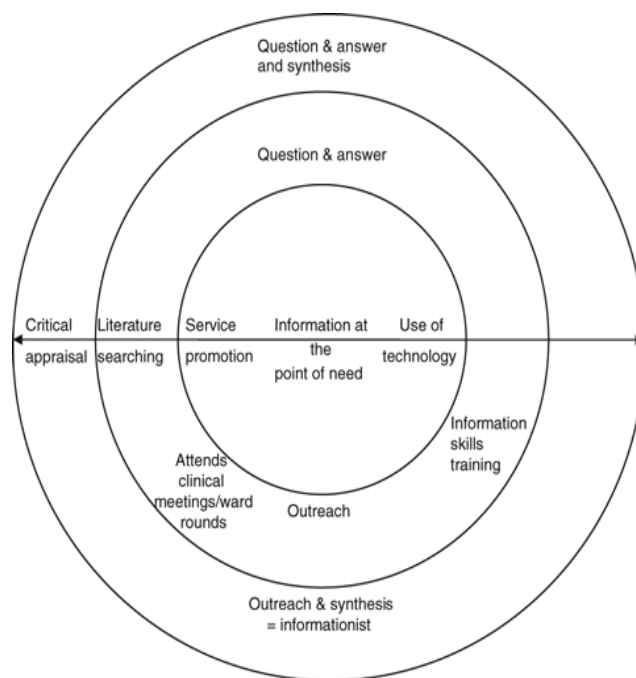 Question & answer
and synthesis
Question & answer
Critical
appraisal
Literature
searching
Service
promotion
Information at
the
point of need
Use of
technology
Information
skills
training
Attends
clinical
meetings/ward
rounds
Outreach
Outreach & synthesis
= informationist